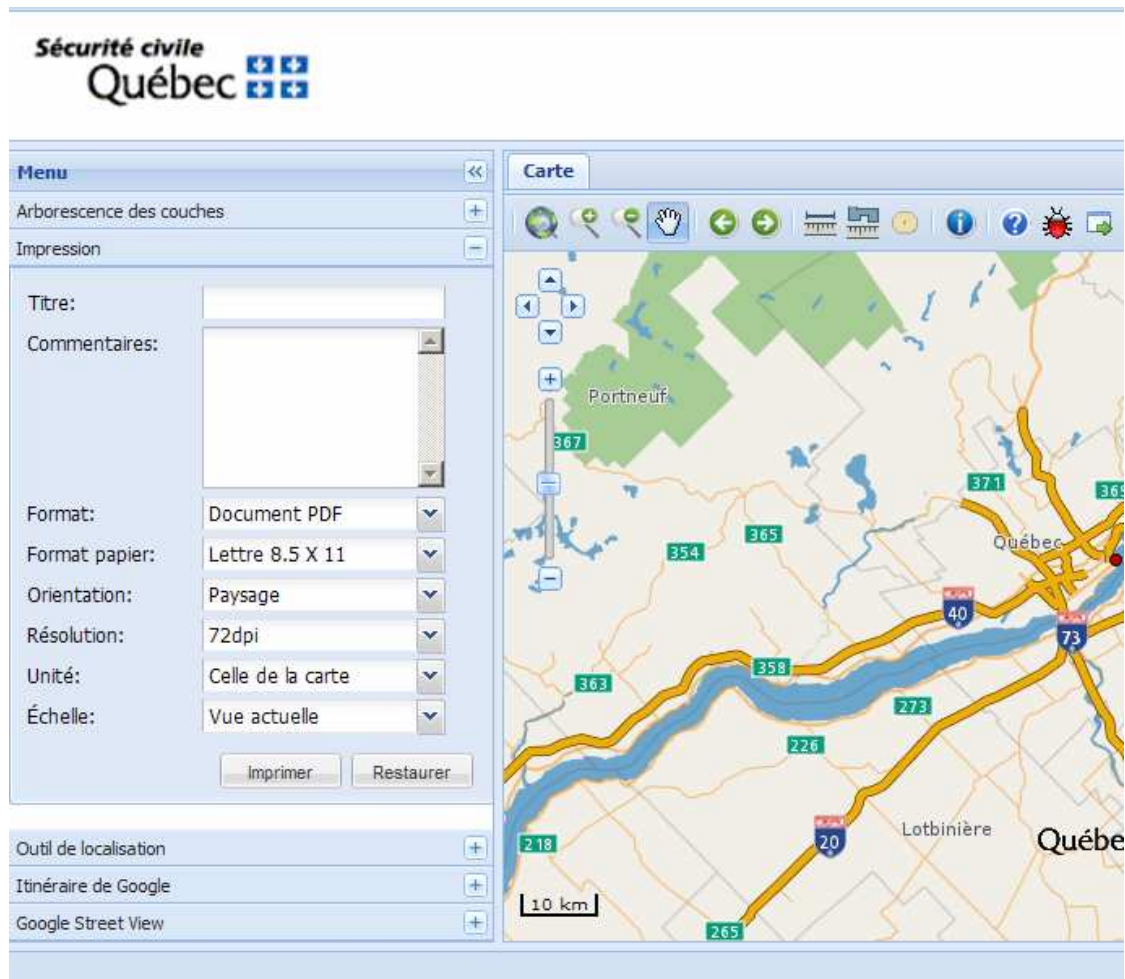 Sécurité civile
Québec
Menu
Arborescence des couches
Impression
Titre:
Commentaires:
Format: Document PDF
Format papier: Lettre 8.5 X 11
Orientation: Paysage
Résolution: 72dpi
Unité: Celle de la carte
Échelle: Vue actuelle
Imprimer Restaurer
Outil de localisation
Itinéraire de Google
Google Street View
Carte
Portneuf
367
371
369
365
354
Québec
40
73
358
363
273
226
Lotbinière
20
Québe
218
10 km
265